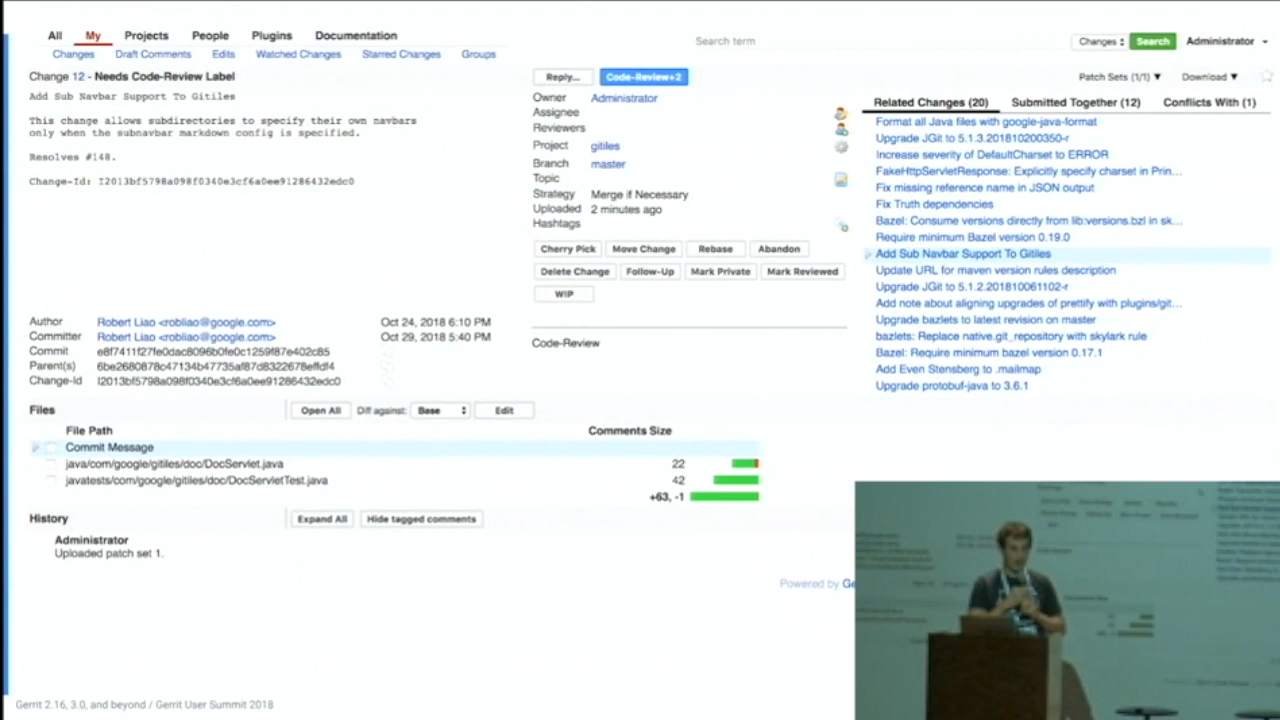 All My Projects People Plugins Documentation
Changes Draft Comments Edits Watched Changes Starred Changes Groups
Search term
Changes Search Administrator
Change 12 - Needs Code-Review Label
Reply... Code-Review+2
Patch Sets (1/1) ▼ Download ▼
Add Sub Navbar Support To Gitiles
This change allows subdirectories to specify their own navbars
only when the subnavbar markdown config is specified.
Resolves #148.
Change-Id: I2013bf5798a098f0340e3cf6a0ee91286432edc0
Owner Administrator
Assignee
Reviewers
Project gitiles
Branch master
Topic
Strategy Merge if Necessary
Uploaded 2 minutes ago
Hashtags
Cherry Pick Move Change Rebase Abandon
Delete Change Follow-Up Mark Private Mark Reviewed
WIP
Code-Review
Related Changes (20) Submitted Together (12) Conflicts With (1)
Format all Java files with google-java-format
Upgrade JGit to 5.1.3.201810200350-r
Increase severity of DefaultCharset to ERROR
FakeHttpServletResponse: Explicitly specify charset in Prin...
Fix missing reference name in JSON output
Fix Truth dependencies
Bazel: Consume versions directly from lib:versions.bzl in sk...
Require minimum Bazel version 0.19.0
Add Sub Navbar Support To Gitiles
Update URL for maven version rules description
Upgrade JGit to 5.1.2.201810061102-r
Add note about aligning upgrades of prettify with plugins/git...
Upgrade bazlets to latest revision on master
bazlets: Replace native.git_repository with skylark rule
Bazel: Require minimum bazel version 0.17.1
Add Even Stensberg to .mailmap
Upgrade protobuf-java to 3.6.1
Author Robert Liao <robliao@google.com> Oct 24, 2018 6:10 PM
Committer Robert Liao <robliao@google.com> Oct 29, 2018 5:40 PM
Commit e8f7411f27fe0dac8096b0fe0c1259f87e402c85
Parent(s) 6be2680878c47134b47735af87d8322678effdf4
Change-Id I2013bf5798a098f0340e3cf6a0ee91286432edc0
Files Open All Diff against: Base Edit
File Path Comments Size
Commit Message
java/com/google/gitiles/doc/DocServlet.java 22
javatests/com/google/gitiles/doc/DocServletTest.java 42
+63, -1
History Expand All Hide tagged comments
Administrator
Uploaded patch set 1.
Powered by Ge
Gerrit 2.16, 3.0, and beyond / Gerrit User Summit 2018